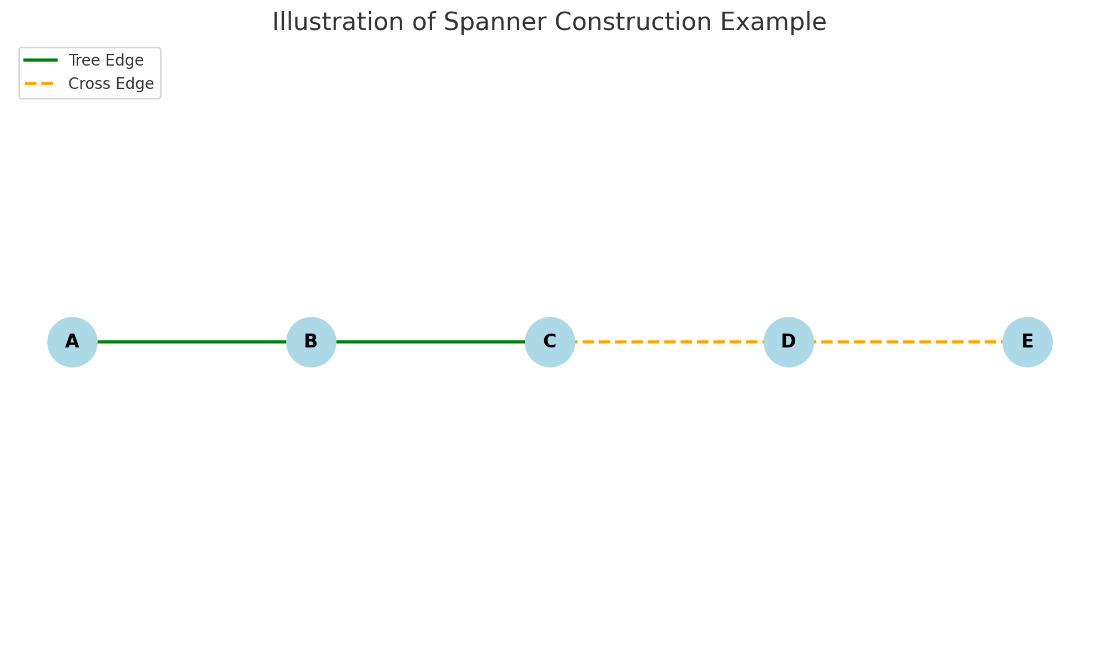 Illustration of Spanner Construction Example
Tree Edge
Cross Edge
A B C D E